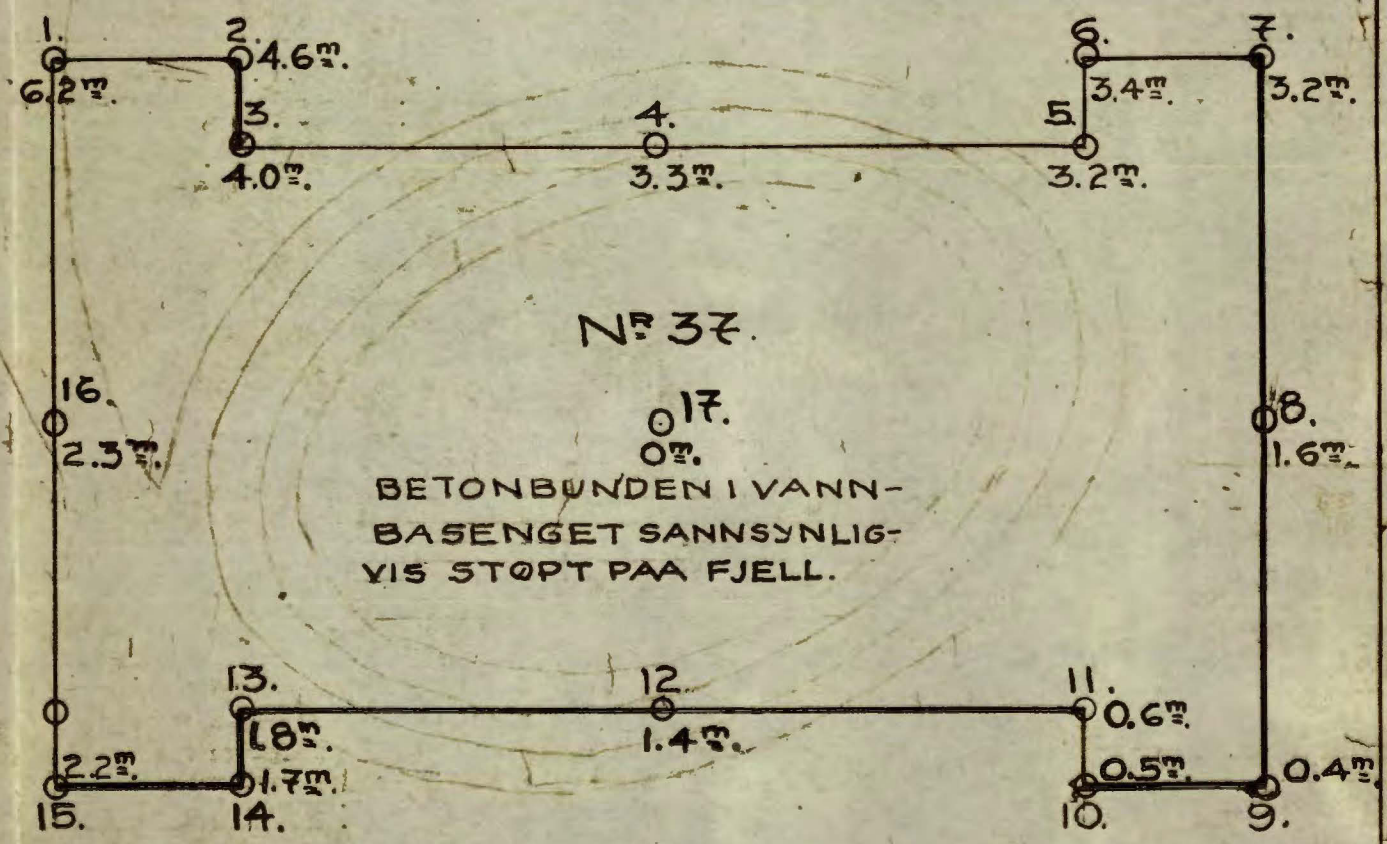 1. 2. 6. 7.
4.6m.
6.2m. 3.4m. 3.2m.
3. 4. 5.
4.0m. 3.3m. 3.2m.
Nr 37.
16. 17. 8.
2.3m. 0m. 1.6m.
BETONBUNDEN I VANN-
BASENGET SANNSYNLIG-
VIS STØPT PAA FJELL.
13. 12. 11.
1.8m. 1.4m. 0.6m.
2.2m. 1.7m. 0.5m. 0.4m.
15. 14. 10. 9.